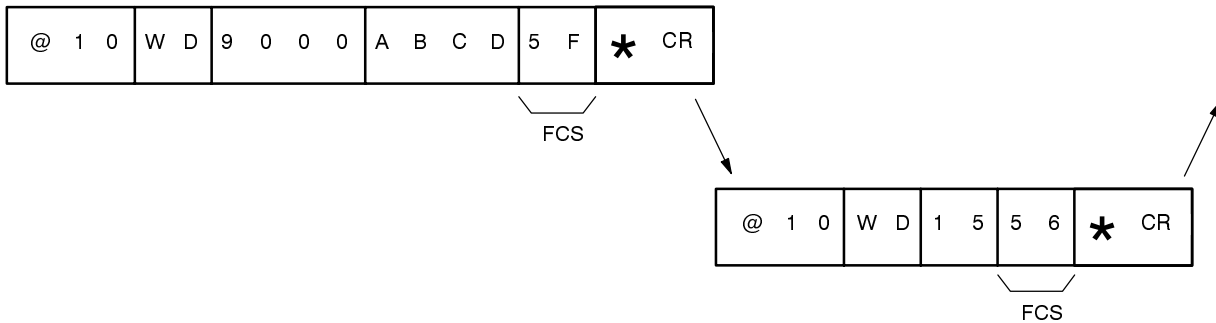 @ 1 0 W D 9 0 0 0 A B C D 5 F * CR
FCS
@ 1 0 W D 1 5 5 6 * CR
FCS